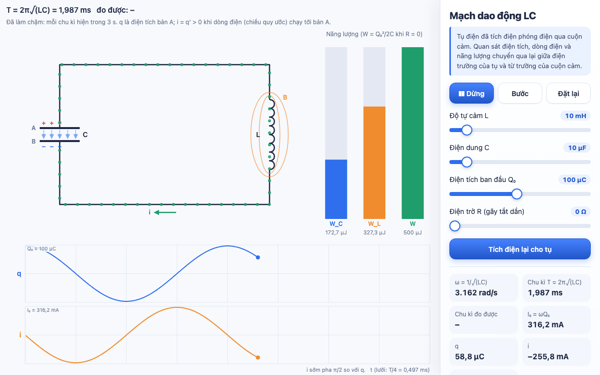 T = 2π√(LC) = 1,987 ms   đo được: –
Đã làm chậm: mỗi chu kì hiện trong 3 s. q là điện tích bản A; i = q' > 0 khi dòng điện (chiều quy ước) chạy tới bản A.
Năng lượng (W = Q₀²/2C khi R = 0)
A
B
C
L
B
i
W_C
172,7 µJ
W_L
327,3 µJ
W
500 µJ
Q₀ = 100 µC
q
I₀ = 316,2 mA
i
i sớm pha π/2 so với q.   t (lưới: T/4 = 0,497 ms)
Mạch dao động LC
Tụ điện đã tích điện phóng điện qua cuộn cảm. Quan sát điện tích, dòng điện và năng lượng chuyển qua lại giữa điện trường của tụ và từ trường của cuộn cảm.
Dừng
Bước
Đặt lại
Độ tự cảm L
10 mH
Điện dung C
10 µF
Điện tích ban đầu Q₀
100 µC
Điện trở R (gây tắt dần)
0 Ω
Tích điện lại cho tụ
ω = 1/√(LC)
3.162 rad/s
Chu kì T = 2π√(LC)
1,987 ms
Chu kì đo được
–
I₀ = ωQ₀
316,2 mA
q
58,8 µC
i
−255,8 mA